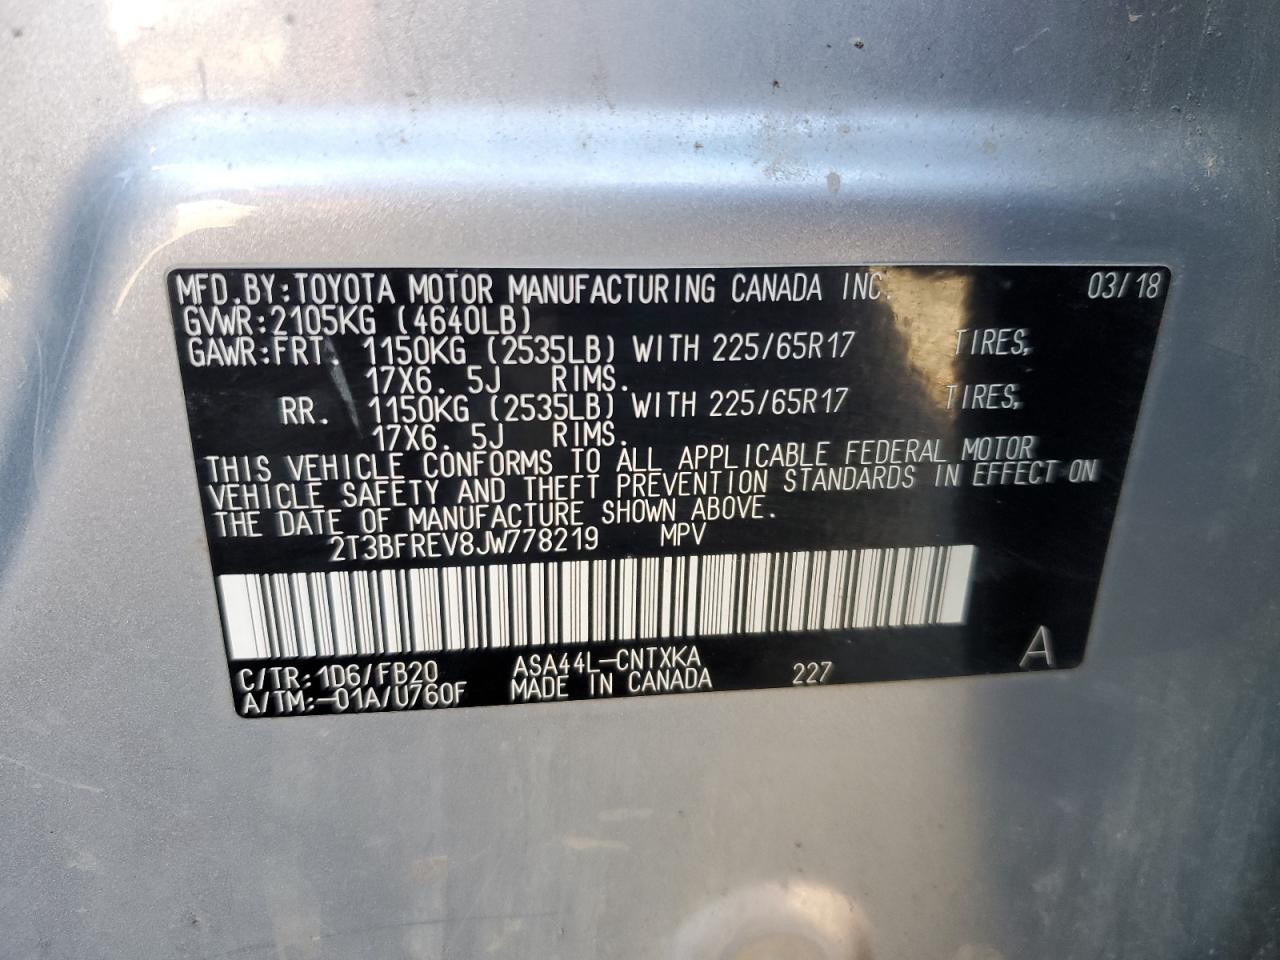 MFD.BY:TOYOTA MOTOR MANUFACTURING CANADA INC. 03/18
GVWR:2105KG (4640LB)
GAWR:FRT. 1150KG (2535LB) WITH 225/65R17 TIRES,
17X6. 5J RIMS.
RR. 1150KG (2535LB) WITH 225/65R17 TIRES,
17X6. 5J RIMS.
THIS VEHICLE CONFORMS TO ALL APPLICABLE FEDERAL MOTOR
VEHICLE SAFETY AND THEFT PREVENTION STANDARDS IN EFFECT ON
THE DATE OF MANUFACTURE SHOWN ABOVE.
2T3BFREV8JW778219 MPV
C/TR:1D6/FB20 ASA44L-CNTXKA 227 A
A/TM:-01A/U760F MADE IN CANADA